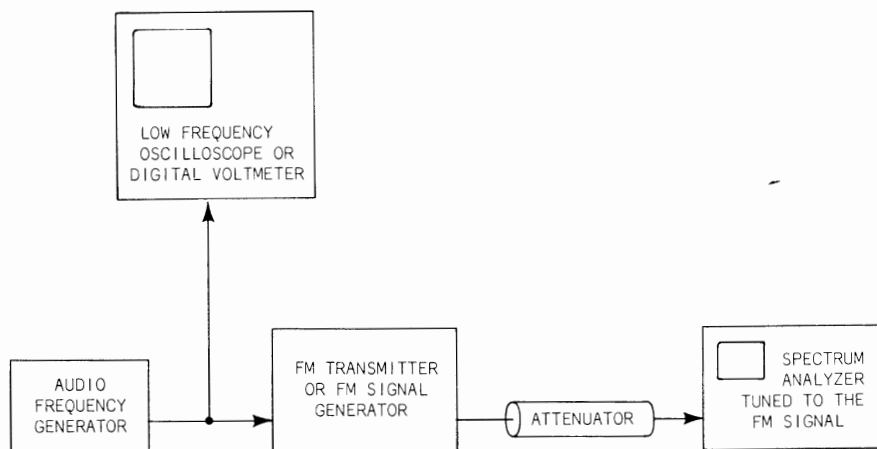 LOW FREQUENCY
OSCILLOSCOPE OR
DIGITAL VOLTMETER
AUDIO
FREQUENCY
GENERATOR
FM TRANSMITTER
OR FM SIGNAL
GENERATOR
ATTENUATOR
SPECTRUM
ANALYZER
TUNED TO THE
FM SIGNAL